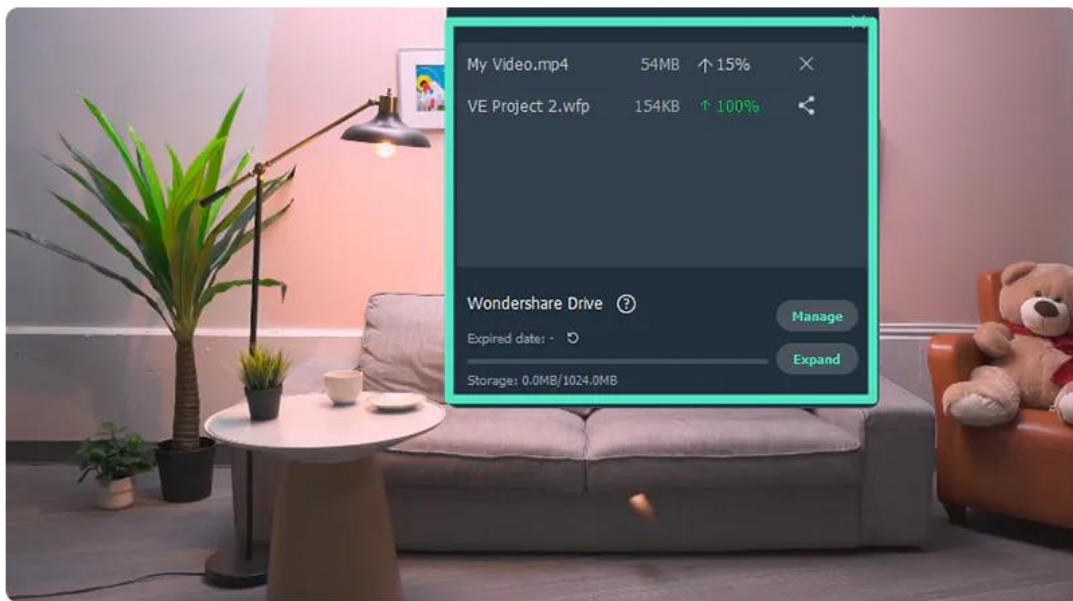 My Video.mp4 54MB ↑ 15%
VE Project 2.wfp 154KB ↑ 100%
Wondershare Drive ?
Manage
Expired date: -
Expand
Storage: 0.0MB/1024.0MB